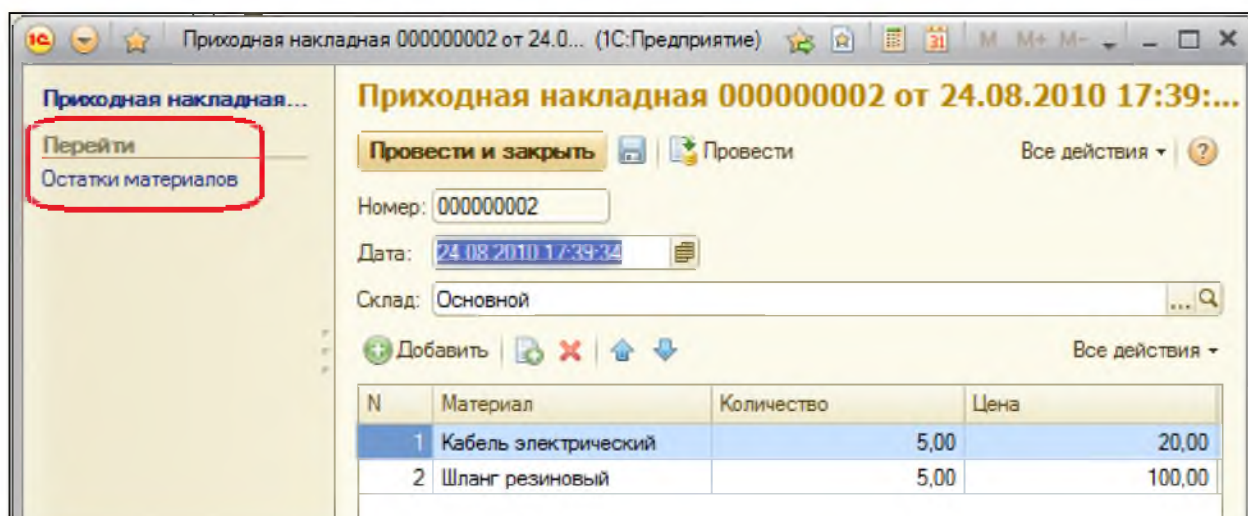 1С Приходная накладная 000000002 от 24.0... (1С:Предприятие) 31 M M+ M-
Приходная накладная...
Перейти
Остатки материалов
Приходная накладная 000000002 от 24.08.2010 17:39:...
Провести и закрыть Провести Все действия ?
Номер: 000000002
Дата: 24.08.2010 17:39:34
Склад: Основной ...
Добавить Все действия
N Материал Количество Цена
1 Кабель электрический 5,00 20,00
2 Шланг резиновый 5,00 100,00